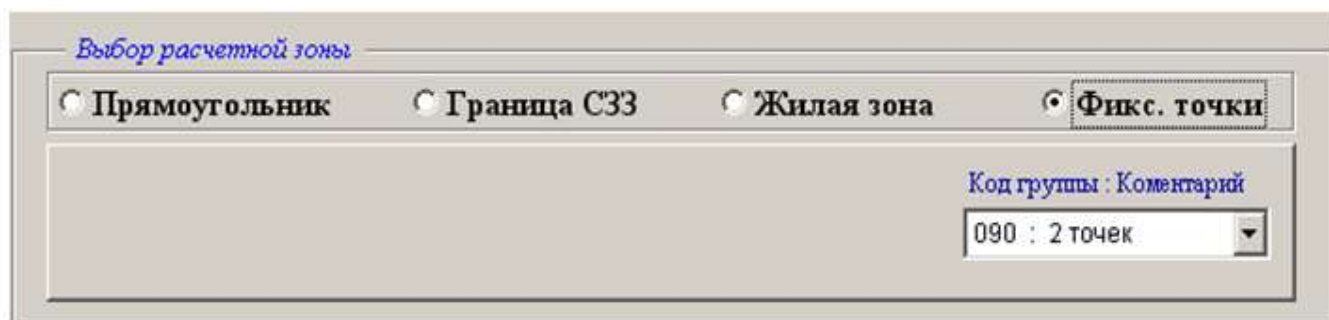 Выбор расчетной зоны
Прямоугольник Граница СЗЗ Жилая зона Фикс. точки
Код группы : Коментарий
090 : 2 точек